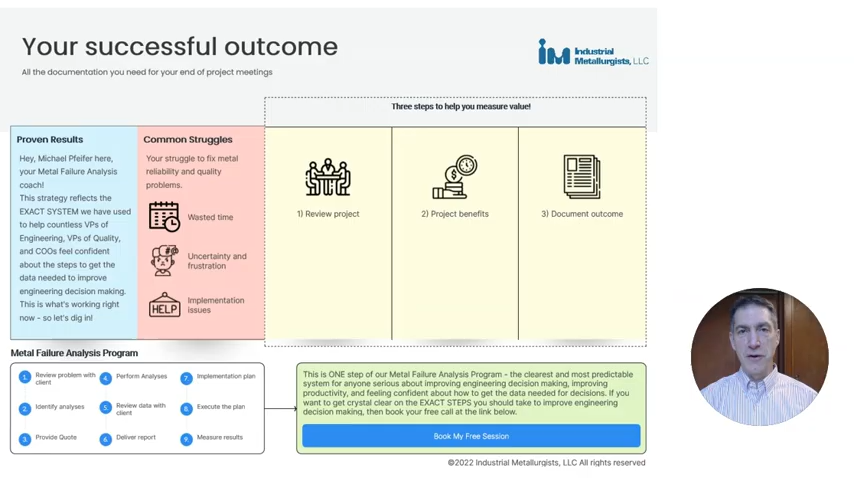 Your successful outcome
All the documentation you need for your end of project meetings
Industrial
Metallurgists, LLC
Three steps to help you measure value!
Proven Results
Hey, Michael Pfeifer here,
your Metal Failure Analysis
coach!
This strategy reflects the
EXACT SYSTEM we have used
to help countless VPs of
Engineering, VPs of Quality,
and COOs feel confident
about the steps to get the
data needed to improve
engineering decision making.
This is what's working right
now - so let's dig in!
Common Struggles
Your struggle to fix metal
reliability and quality
problems.
Wasted time
Uncertainty and
frustration
HELP
Implementation
issues
1) Review project
2) Project benefits
3) Document outcome
Metal Failure Analysis Program
1. Review problem with
client
2. Identify analyses
3. Provide Quote
4. Perform Analyses
5. Review data with
client
6. Deliver report
7. Implementation plan
8. Execute the plan
9. Measure results
This is ONE step of our Metal Failure Analysis Program - the clearest and most predictable
system for anyone serious about improving engineering decision making, improving
productivity, and feeling confident about how to get the data needed for decisions. If you
want to get crystal clear on the EXACT STEPS you should take to improve engineering
decision making, then book your free call at the link below.
Book My Free Session
©2022 Industrial Metallurgists, LLC All rights reserved